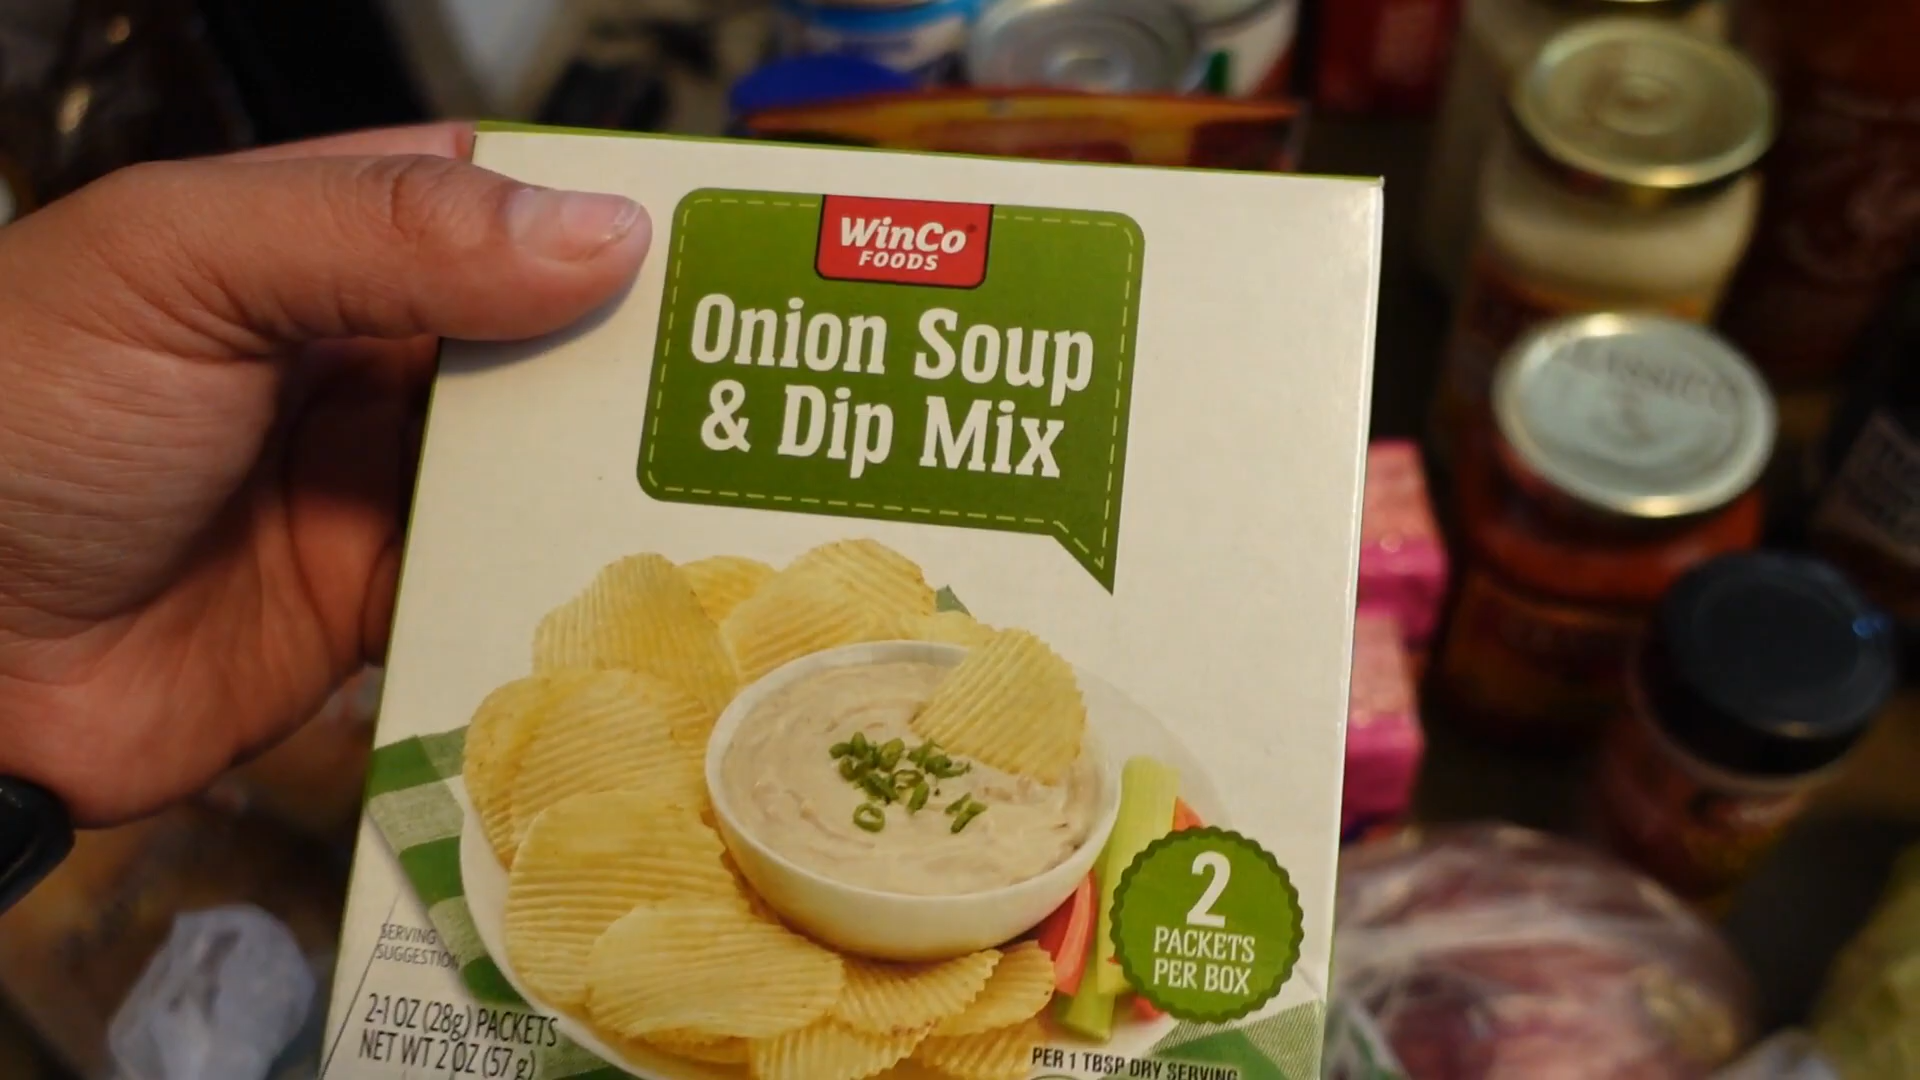 WinCo
FOODS
Onion Soup
& Dip Mix
2
PACKETS
PER BOX
SERVING
SUGGESTION
2-1 OZ (28g) PACKETS
NET WT 2 OZ (57 g)
PER 1 TBSP DRY SERVING